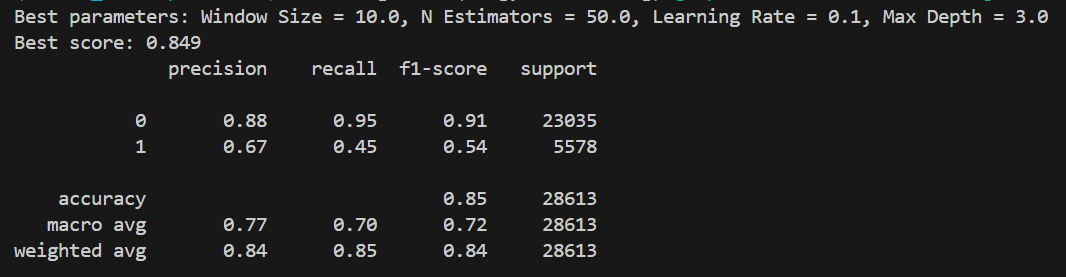 Best parameters: Window Size = 10.0, N Estimators = 50.0, Learning Rate = 0.1, Max Depth = 3.0
Best score: 0.849
precision recall f1-score support
0 0.88 0.95 0.91 23035
1 0.67 0.45 0.54 5578
accuracy 0.85 28613
macro avg 0.77 0.70 0.72 28613
weighted avg 0.84 0.85 0.84 28613